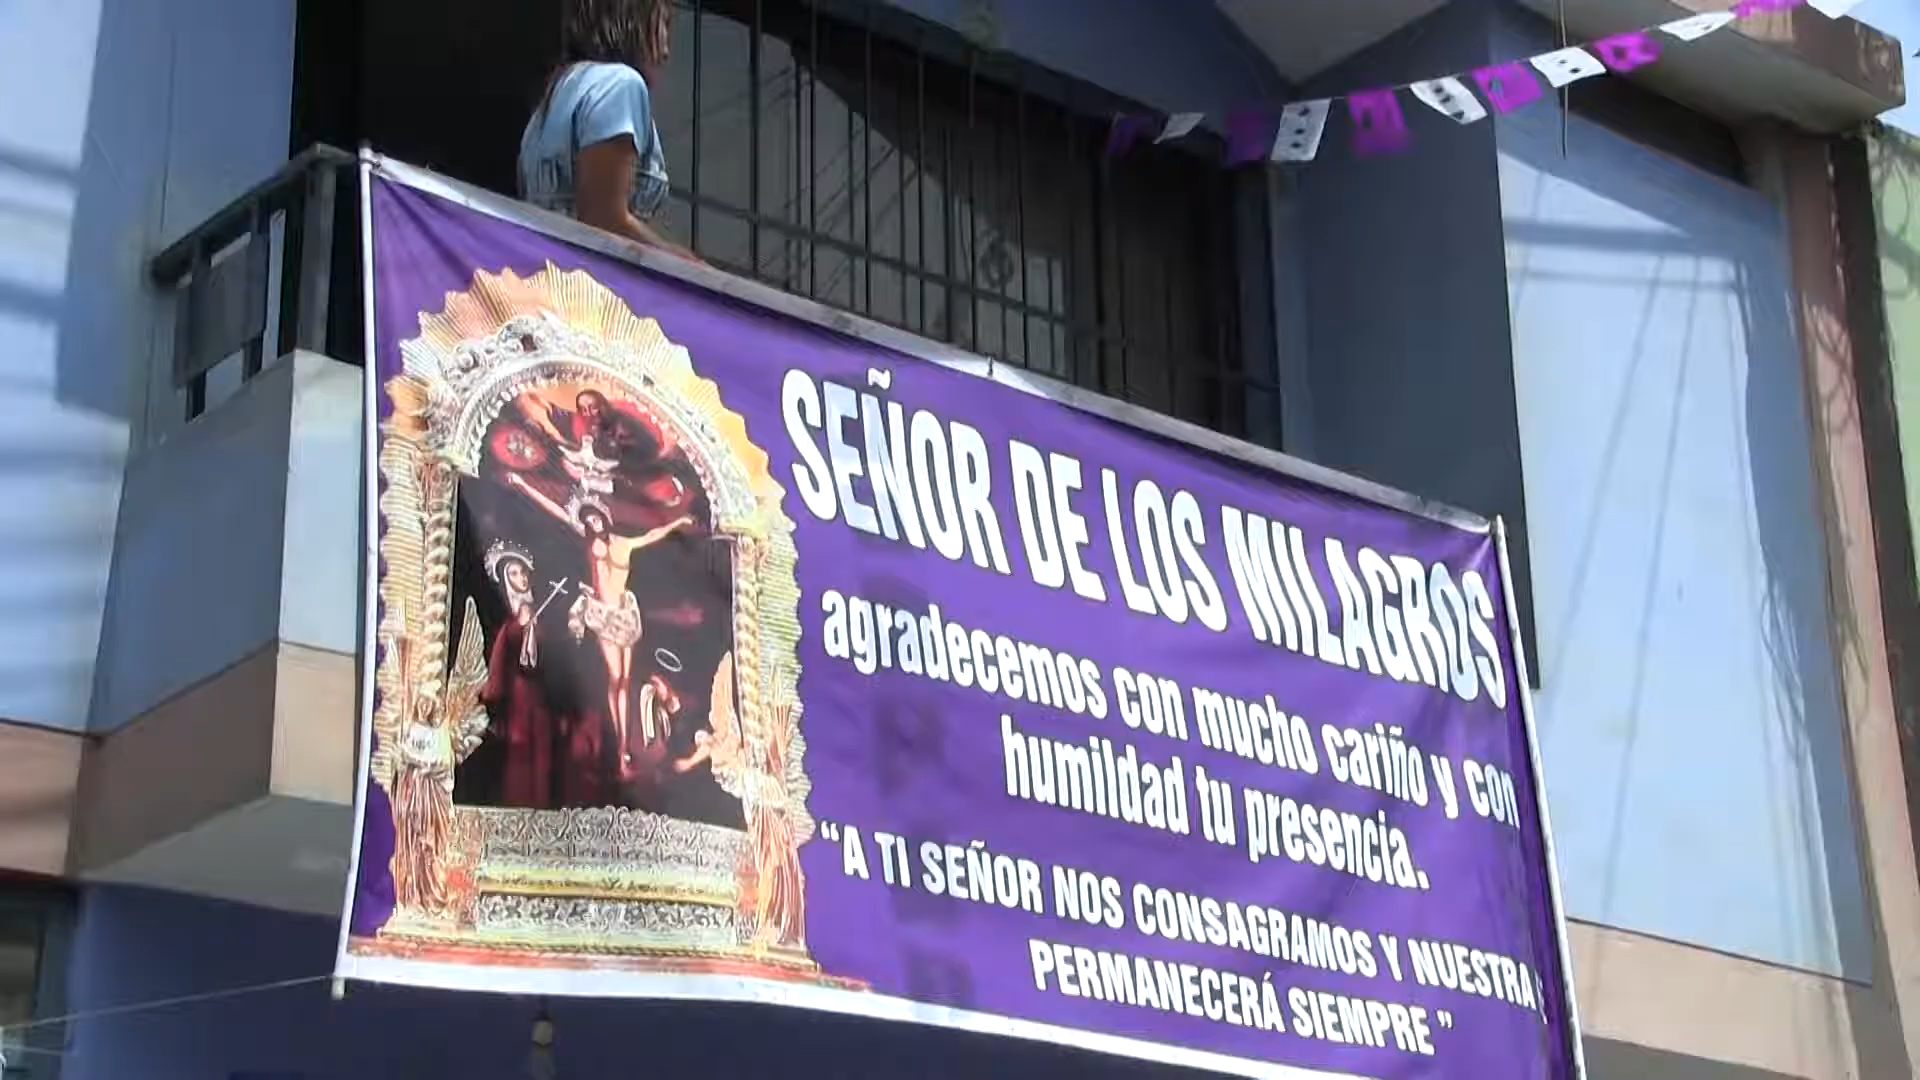 SEÑOR DE LOS MILAGROS
agradecemos con mucho cariño y con
humildad tu presencia.
“A TI SEÑOR NOS CONSAGRAMOS Y NUESTRA
PERMANECERÁ SIEMPRE”